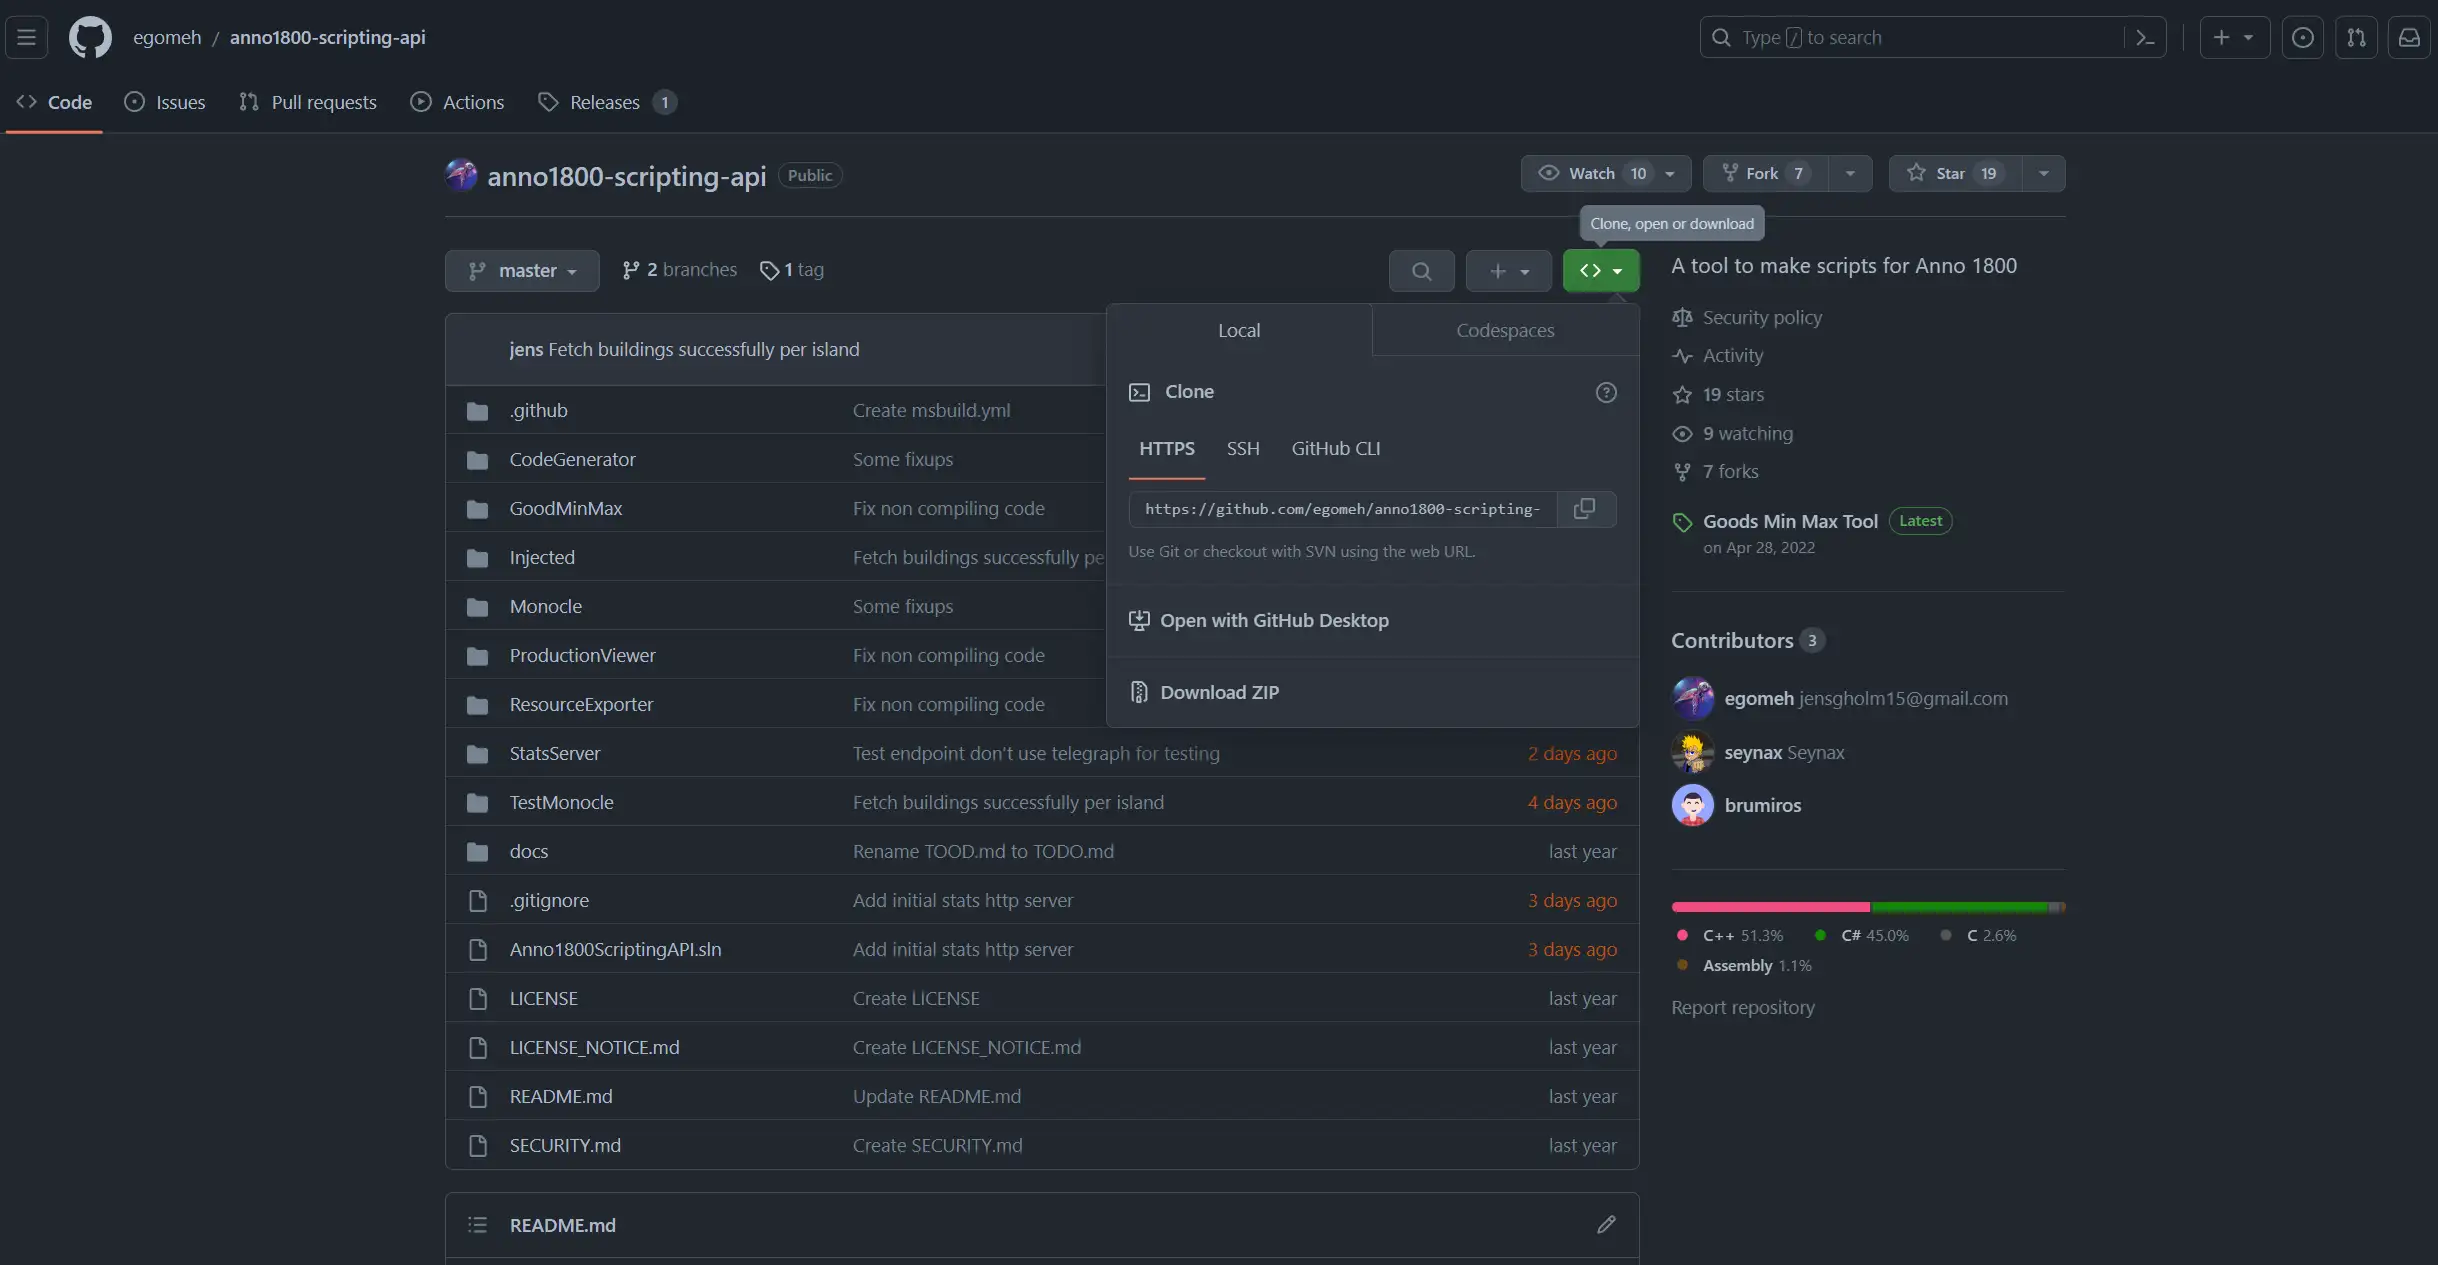 egomeh / anno1800-scripting-api
Type / to search
Code
Issues
Pull requests
Actions
Releases 1
anno1800-scripting-api Public
Watch 10
Fork 7
Star 19
Clone, open or download
master
2 branches
1 tag
A tool to make scripts for Anno 1800
Security policy
Activity
19 stars
9 watching
7 forks
Goods Min Max Tool Latest
on Apr 28, 2022
Contributors 3
egomeh jensgholm15@gmail.com
seynax Seynax
brumiros
C++ 51.3% C# 45.0% C 2.6%
Assembly 1.1%
Report repository
Local
Codespaces
Clone
HTTPS SSH GitHub CLI
https://github.com/egomeh/anno1800-scripting-
Use Git or checkout with SVN using the web URL.
Open with GitHub Desktop
Download ZIP
jens Fetch buildings successfully per island
.github Create msbuild.yml
CodeGenerator Some fixups
GoodMinMax Fix non compiling code
Injected Fetch buildings successfully pe
Monocle Some fixups
ProductionViewer Fix non compiling code
ResourceExporter Fix non compiling code
StatsServer Test endpoint don't use telegraph for testing 2 days ago
TestMonocle Fetch buildings successfully per island 4 days ago
docs Rename TOOD.md to TODO.md last year
.gitignore Add initial stats http server 3 days ago
Anno1800ScriptingAPI.sln Add initial stats http server 3 days ago
LICENSE Create LICENSE last year
LICENSE_NOTICE.md Create LICENSE_NOTICE.md last year
README.md Update README.md last year
SECURITY.md Create SECURITY.md last year
README.md